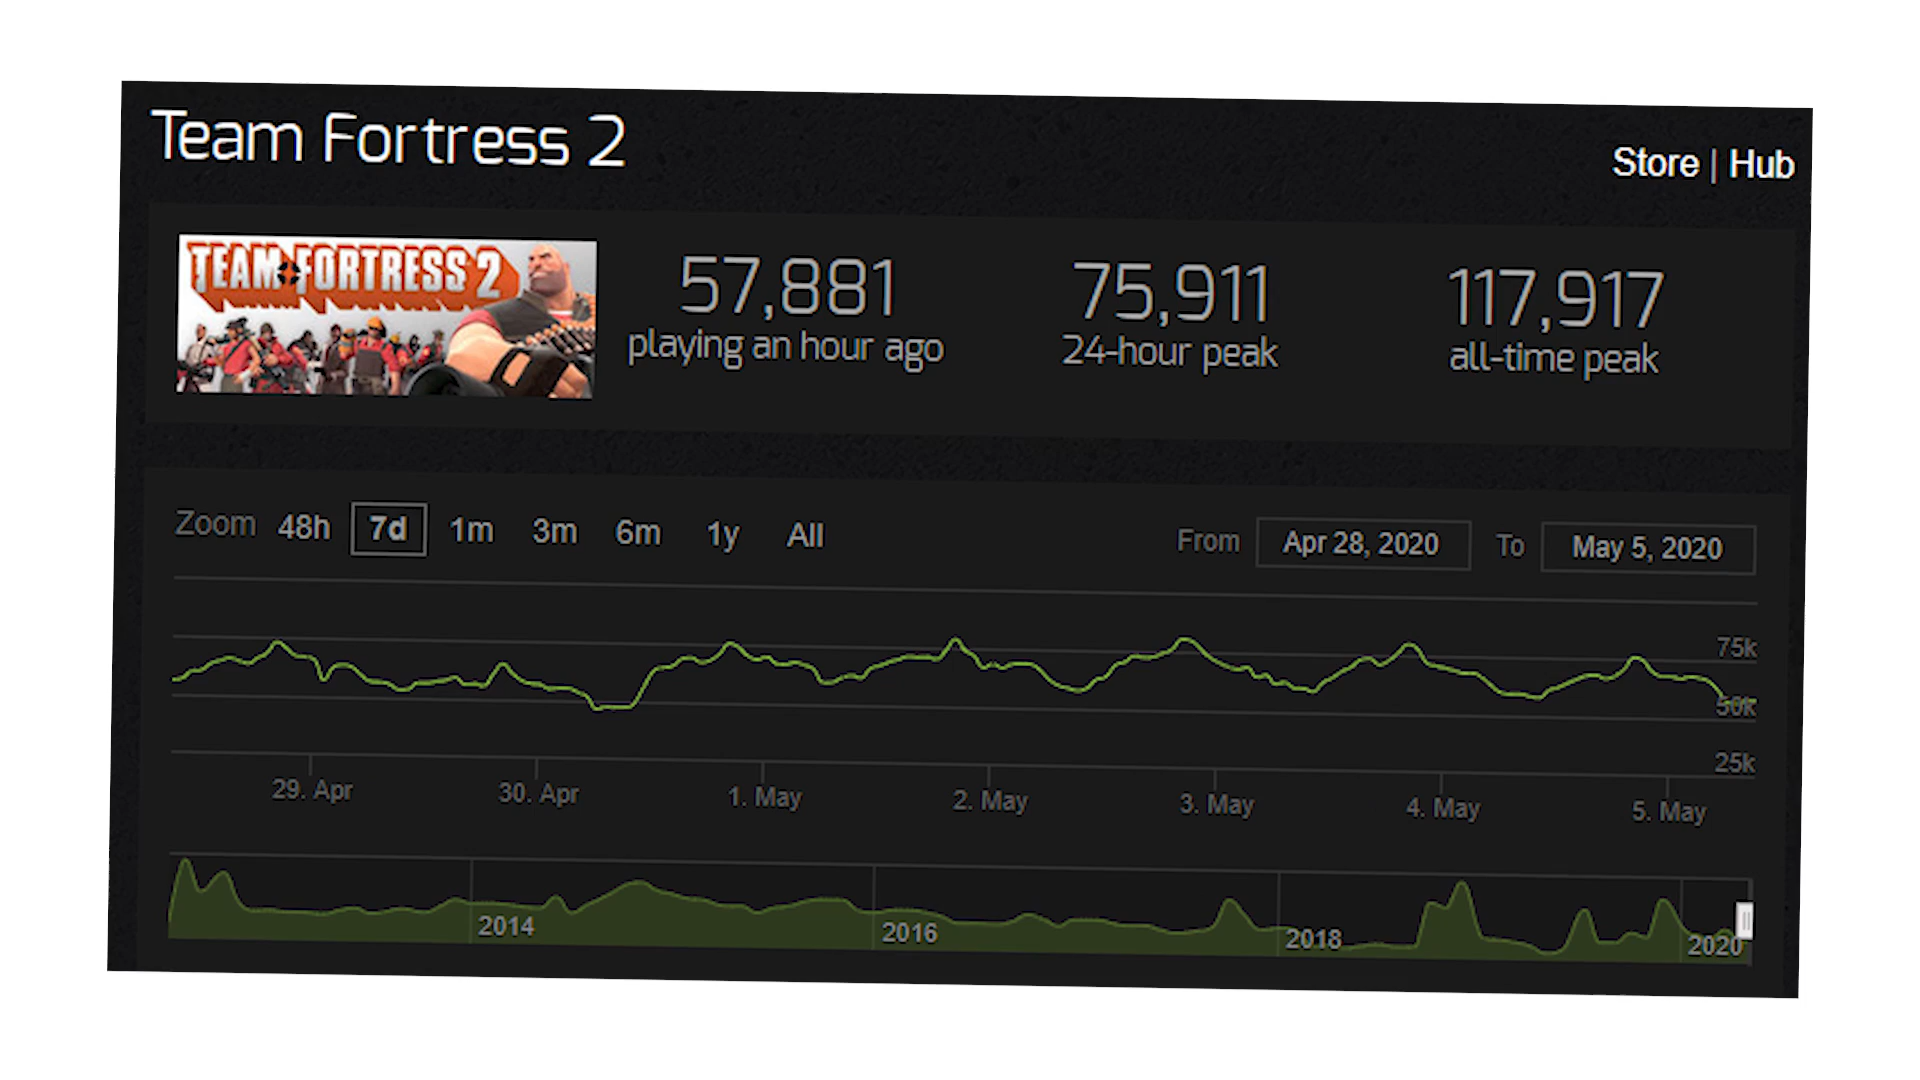 Team Fortress 2
Store | Hub
TEAM FORTRESS 2
57,881
playing an hour ago
75,911
24-hour peak
117,917
all-time peak
Zoom 48h 7d 1m 3m 6m 1y All
From Apr 28, 2020 To May 5, 2020
75k
50k
25k
29. Apr 30. Apr 1. May 2. May 3. May 4. May 5. May
2014 2016 2018 2020